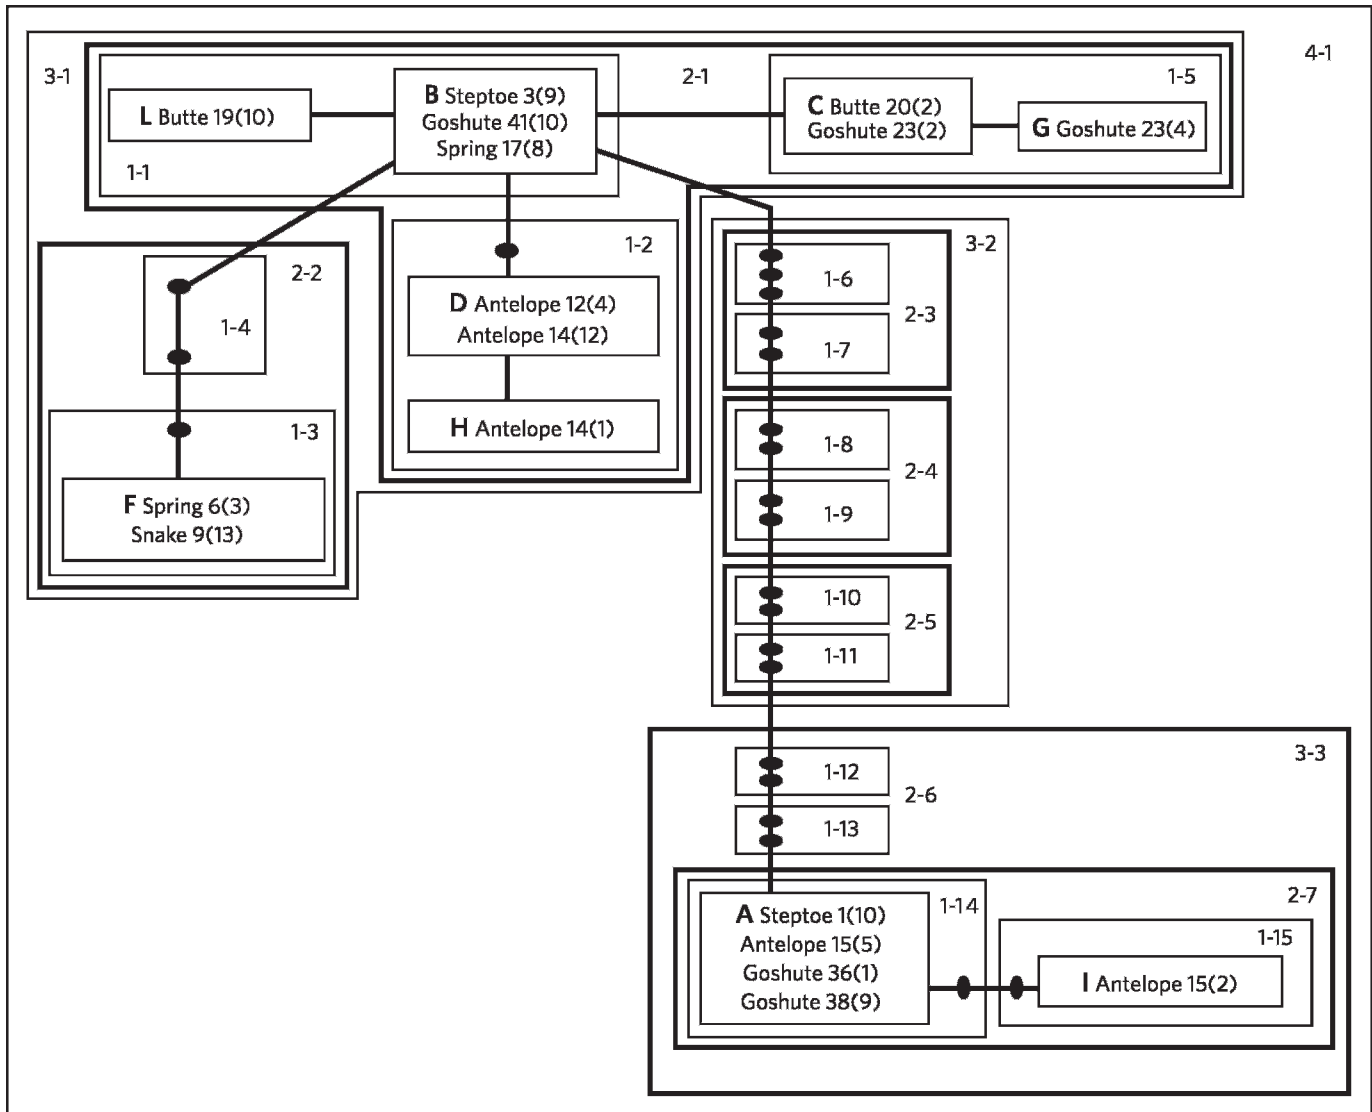 4-1
3-1
2-1
1-5
L Butte 19(10)
B Steptoe 3(9)
Goshute 41(10)
Spring 17(8)
C Butte 20(2)
Goshute 23(2)
G Goshute 23(4)
1-1
1-2
3-2
2-2
1-4
D Antelope 12(4)
Antelope 14(12)
H Antelope 14(1)
1-3
F Spring 6(3)
Snake 9(13)
1-6
2-3
1-7
1-8
2-4
1-9
1-10
2-5
1-11
3-3
1-12
2-6
1-13
2-7
1-14
A Steptoe 1(10)
Antelope 15(5)
Goshute 36(1)
Goshute 38(9)
1-15
I Antelope 15(2)